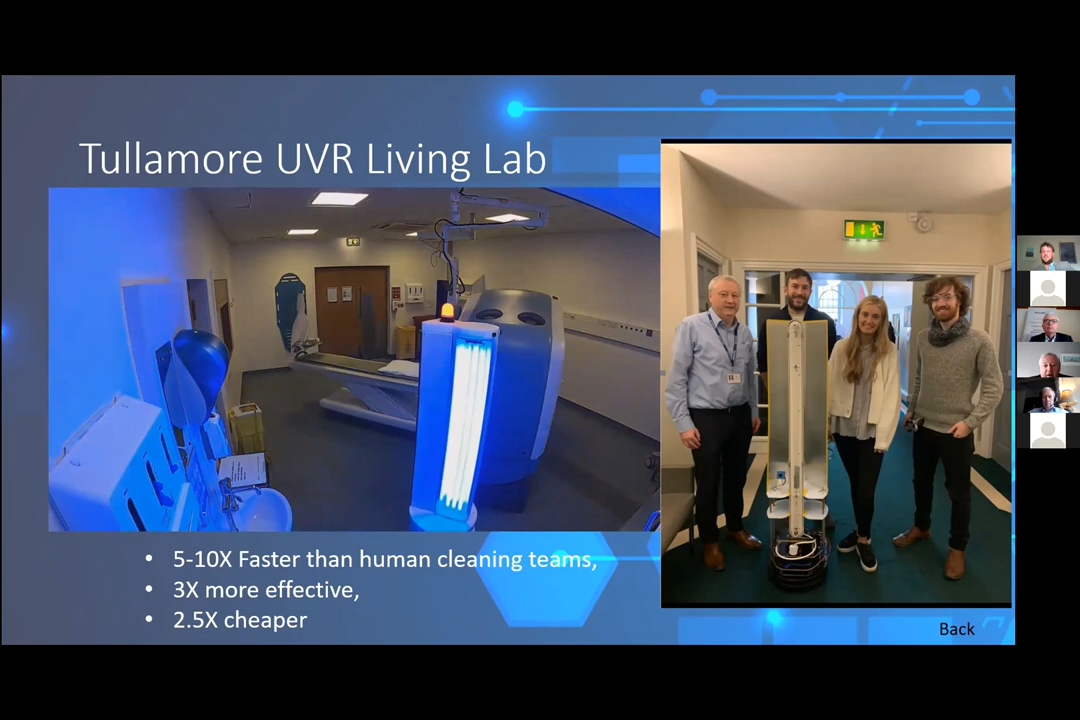 Tullamore UVR Living Lab
• 5-10X Faster than human cleaning teams,
• 3X more effective,
• 2.5X cheaper
Back